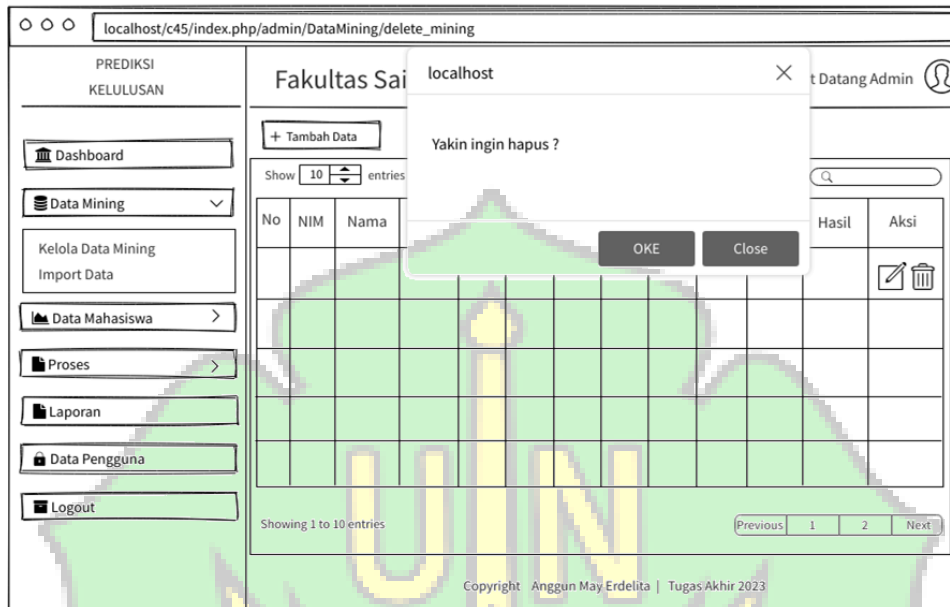 localhost/c45/index.php/admin/DataMining/delete_mining
PREDIKSI
KELULUSAN
Dashboard
Data Mining
Kelola Data Mining
Import Data
Data Mahasiswa
Proses
Laporan
Data Pengguna
Logout
Fakultas Sai
t Datang Admin
+ Tambah Data
Show 10 entries
No NIM Nama Hasil Aksi
localhost
Yakin ingin hapus ?
OKE Close
Showing 1 to 10 entries
Previous 1 2 Next
Copyright Anggun May Erdelita | Tugas Akhir 2023
UIN